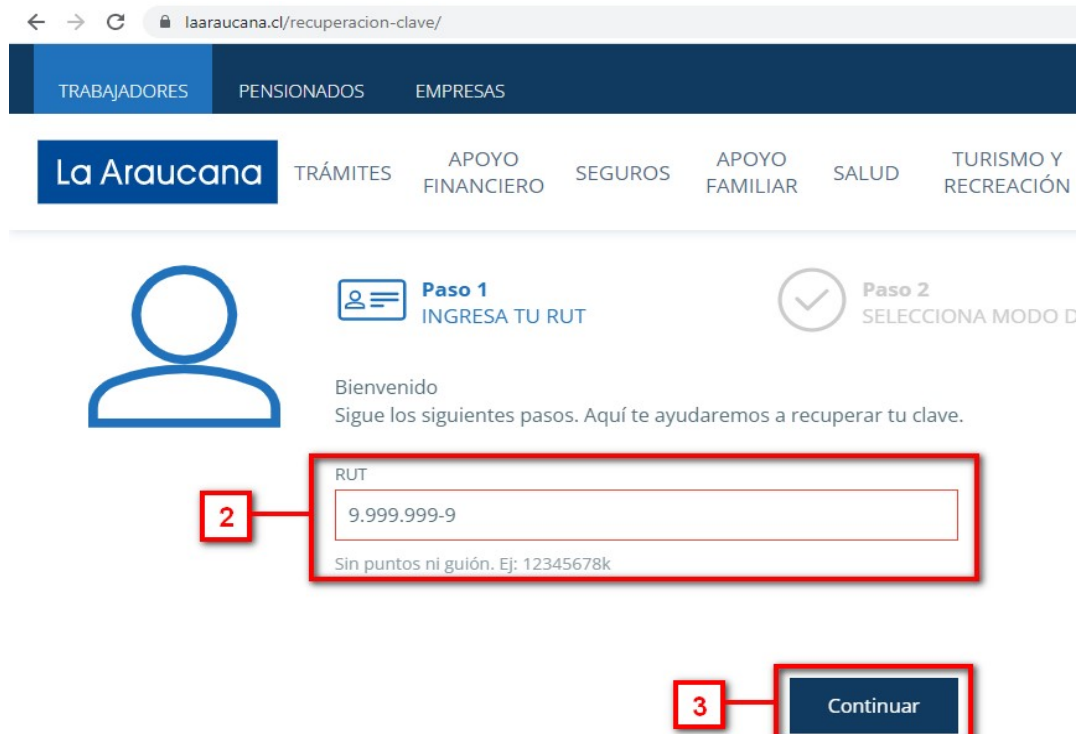 laaraucana.cl/recuperacion-clave/
TRABAJADORES PENSIONADOS EMPRESAS
La Araucana TRÁMITES APOYO FINANCIERO SEGUROS APOYO FAMILIAR SALUD TURISMO Y RECREACIÓN
Paso 1
INGRESA TU RUT
Paso 2
SELECCIONA MODO
Bienvenido
Sigue los siguientes pasos. Aquí te ayudaremos a recuperar tu clave.
RUT
2
9.999.999-9
Sin puntos ni guión. Ej: 12345678k
3
Continuar